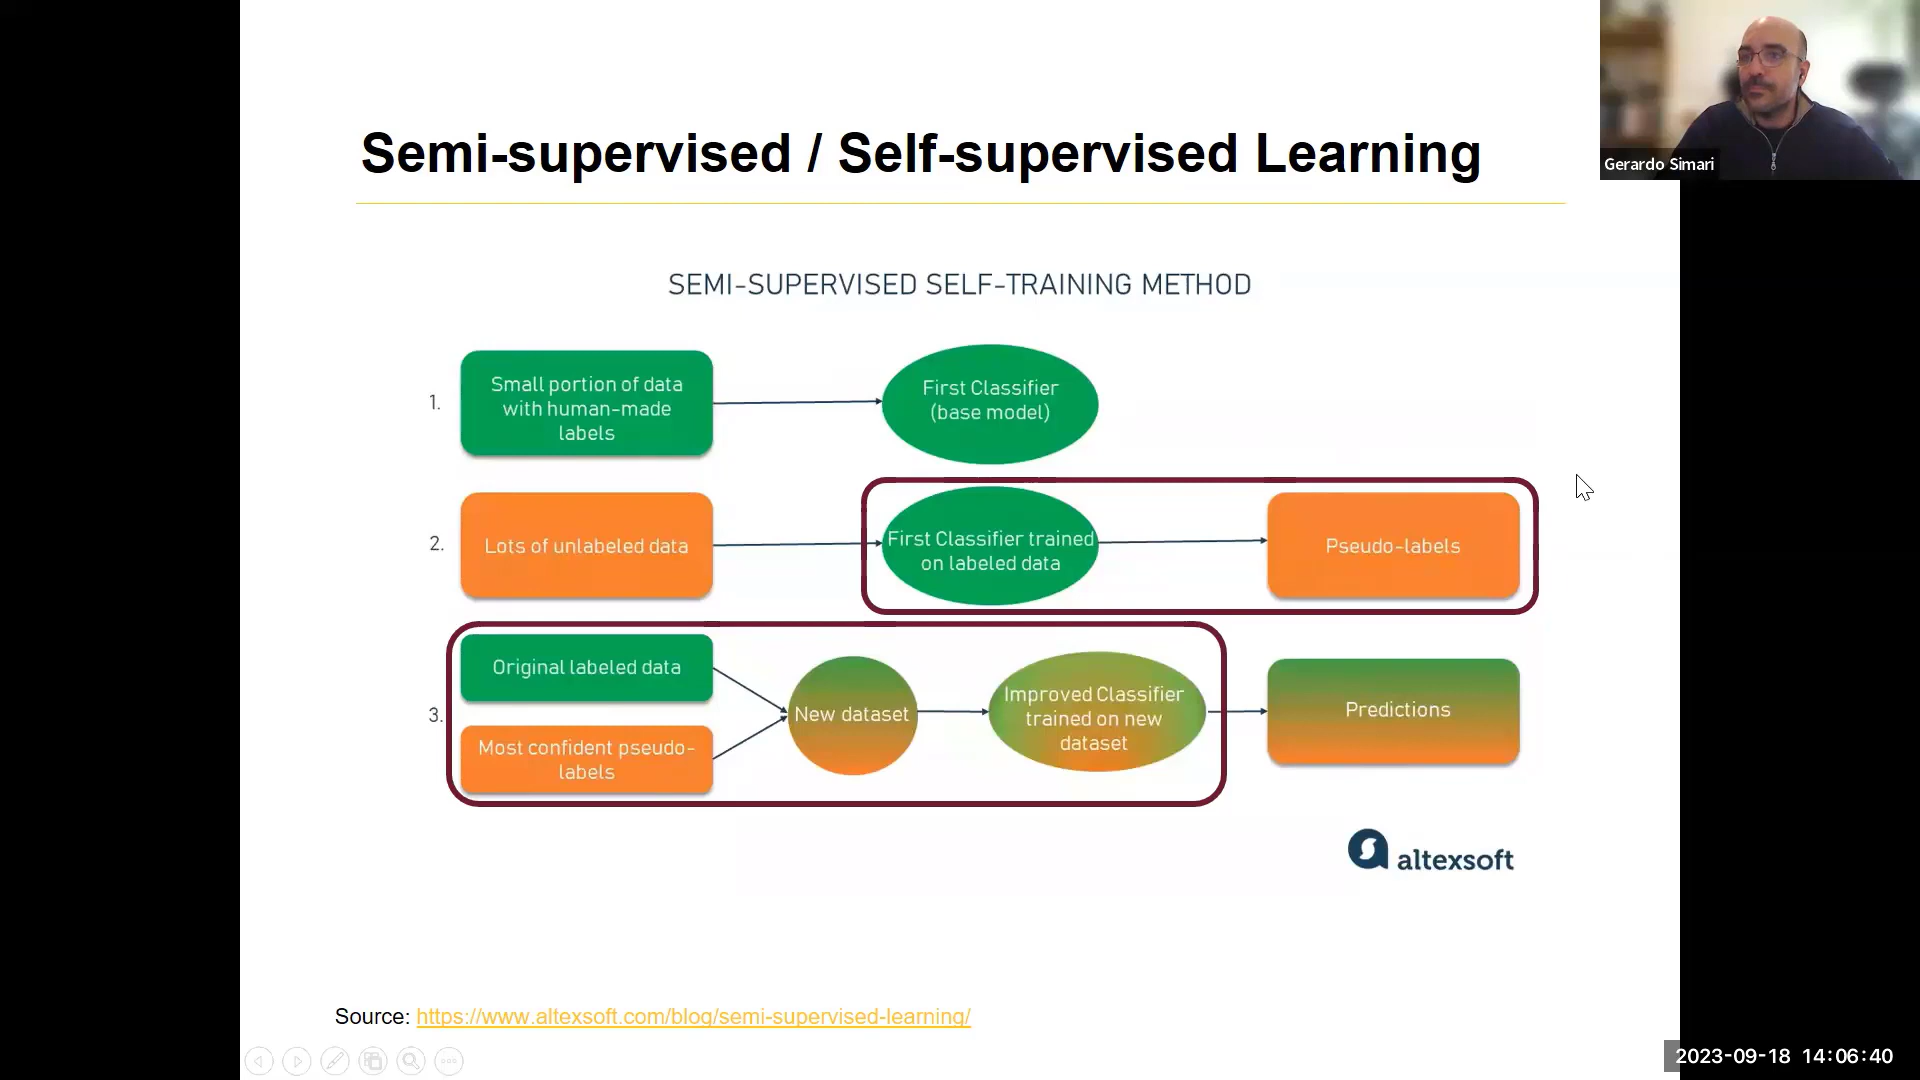 Semi-supervised / Self-supervised Learning
Gerardo Simari
SEMI-SUPERVISED SELF-TRAINING METHOD
1.
Small portion of data
with human-made
labels
First Classifier
(base model)
2.
Lots of unlabeled data
First Classifier trained
on labeled data
Pseudo-labels
3.
Original labeled data
Most confident pseudo-
labels
New dataset
Improved Classifier
trained on new
dataset
Predictions
altexsoft
Source: https://www.altexsoft.com/blog/semi-supervised-learning/
2023-09-18 14:06:40